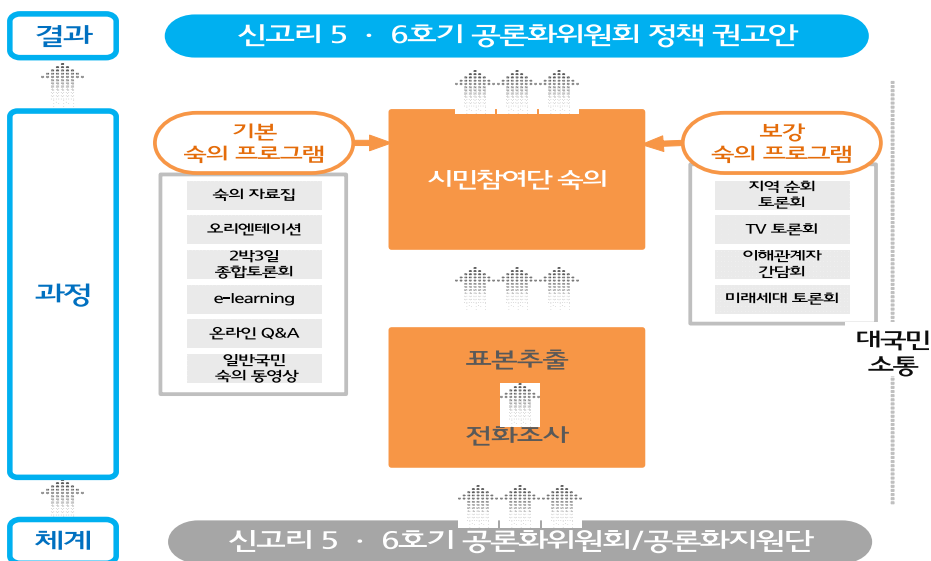 결과
신고리 5 · 6호기 공론화위원회 정책 권고안
과정
기본
숙의 프로그램
숙의 자료집
오리엔테이션
2박3일
종합토론회
e-learning
온라인 Q&A
일반국민
숙의 동영상
시민참여단 숙의
표본추출
전화조사
보강
숙의 프로그램
지역 순회
토론회
TV 토론회
이해관계자
간담회
미래세대 토론회
대국민
소통
체계
신고리 5 · 6호기 공론화위원회/공론화지원단